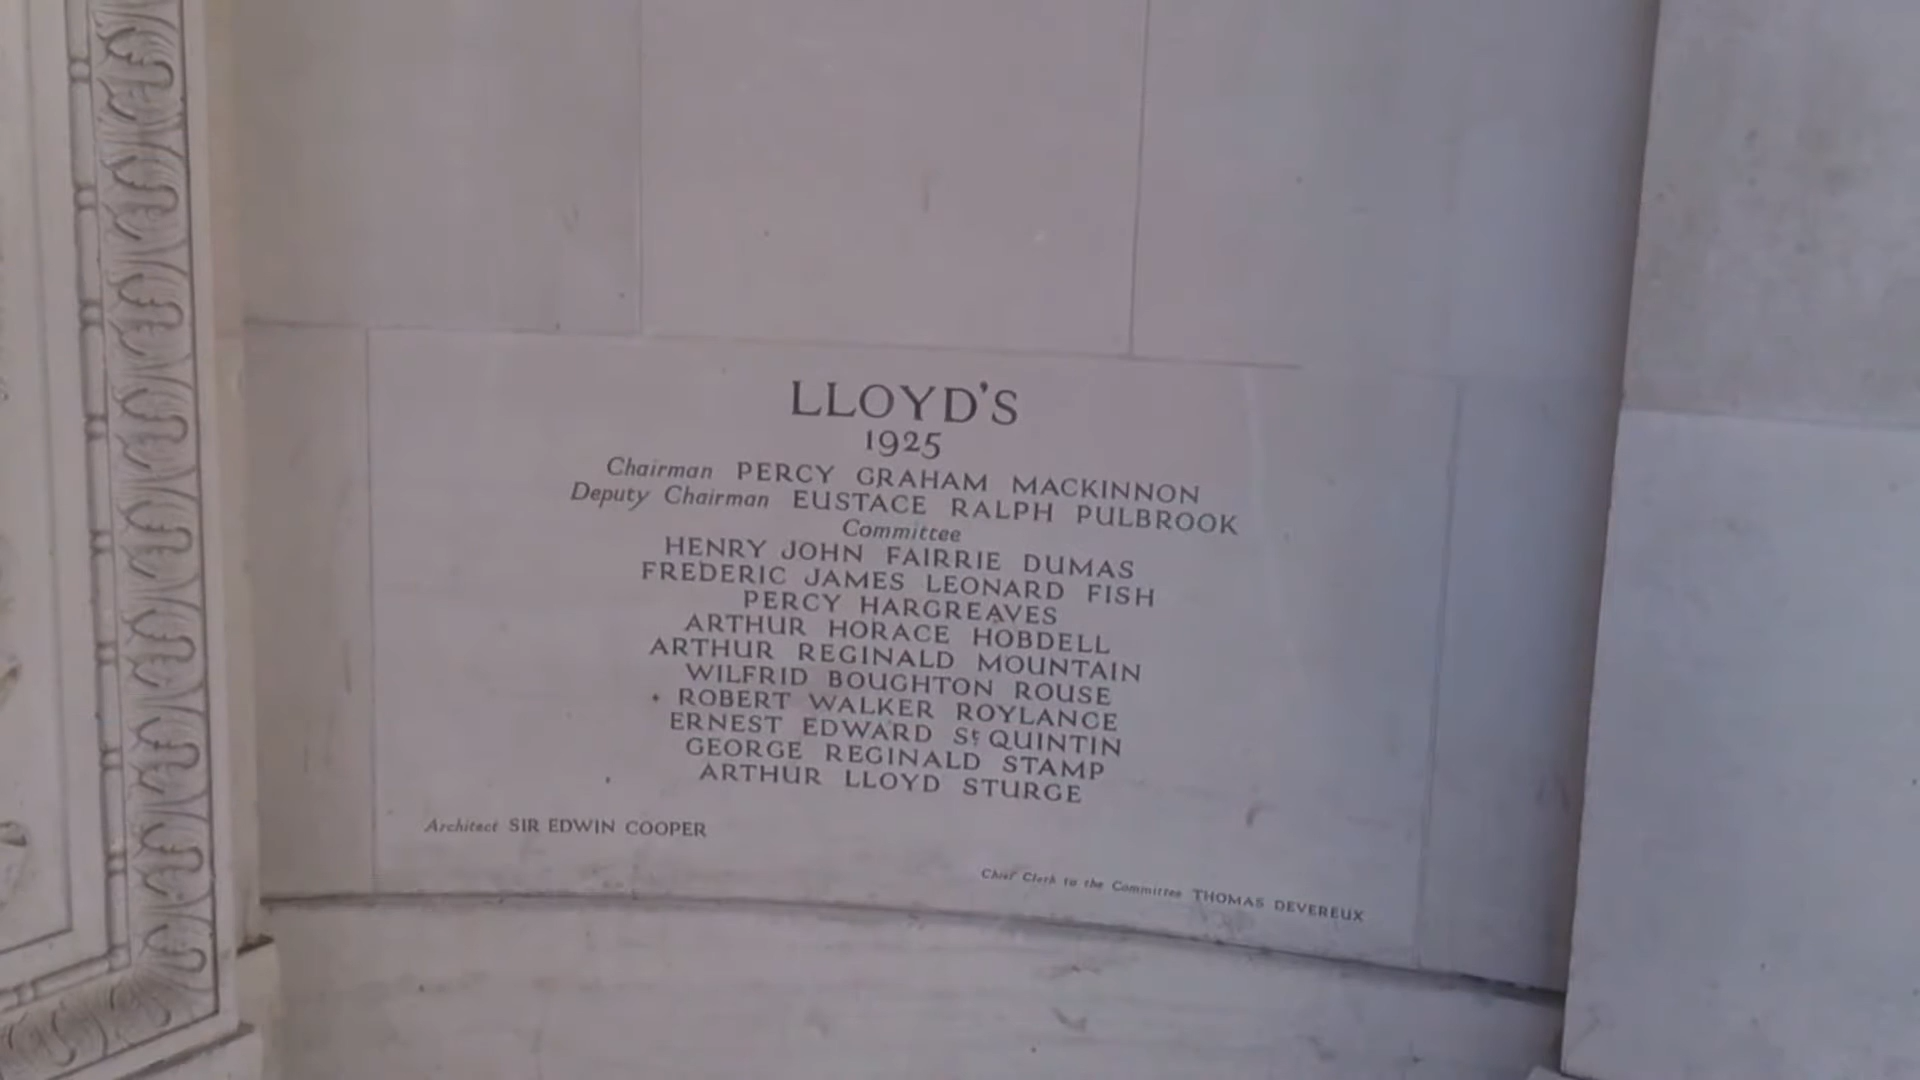 LLOYD'S
1925
Chairman PERCY GRAHAM MACKINNON
Deputy Chairman EUSTACE RALPH PULBROOK
Committee
HENRY JOHN FAIRRIE DUMAS
FREDERIC JAMES LEONARD FISH
PERCY HARGREAVES
ARTHUR HORACE HOBDELL
ARTHUR REGINALD MOUNTAIN
WILFRID BOUGHTON ROUSE
ROBERT WALKER ROYLANCE
ERNEST EDWARD St QUINTIN
GEORGE REGINALD STAMP
ARTHUR LLOYD STURGE
Architect SIR EDWIN COOPER
Chief Clerk to the Committee THOMAS DEVEREUX